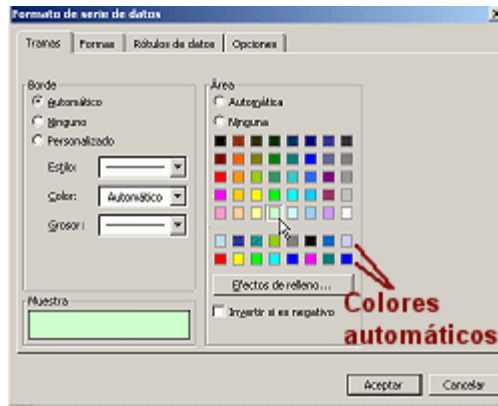 Formato de serie de datos
Tramas Formas Rótulos de datos Opciones
Borde
Automático
Ninguno
Personalizado
Estilo:
Color: Automático
Grosor:
Muestra
Área
Automática
Ninguna
Efectos de relleno...
Invertir si es negativo
Colores
automáticos
Aceptar Cancelar